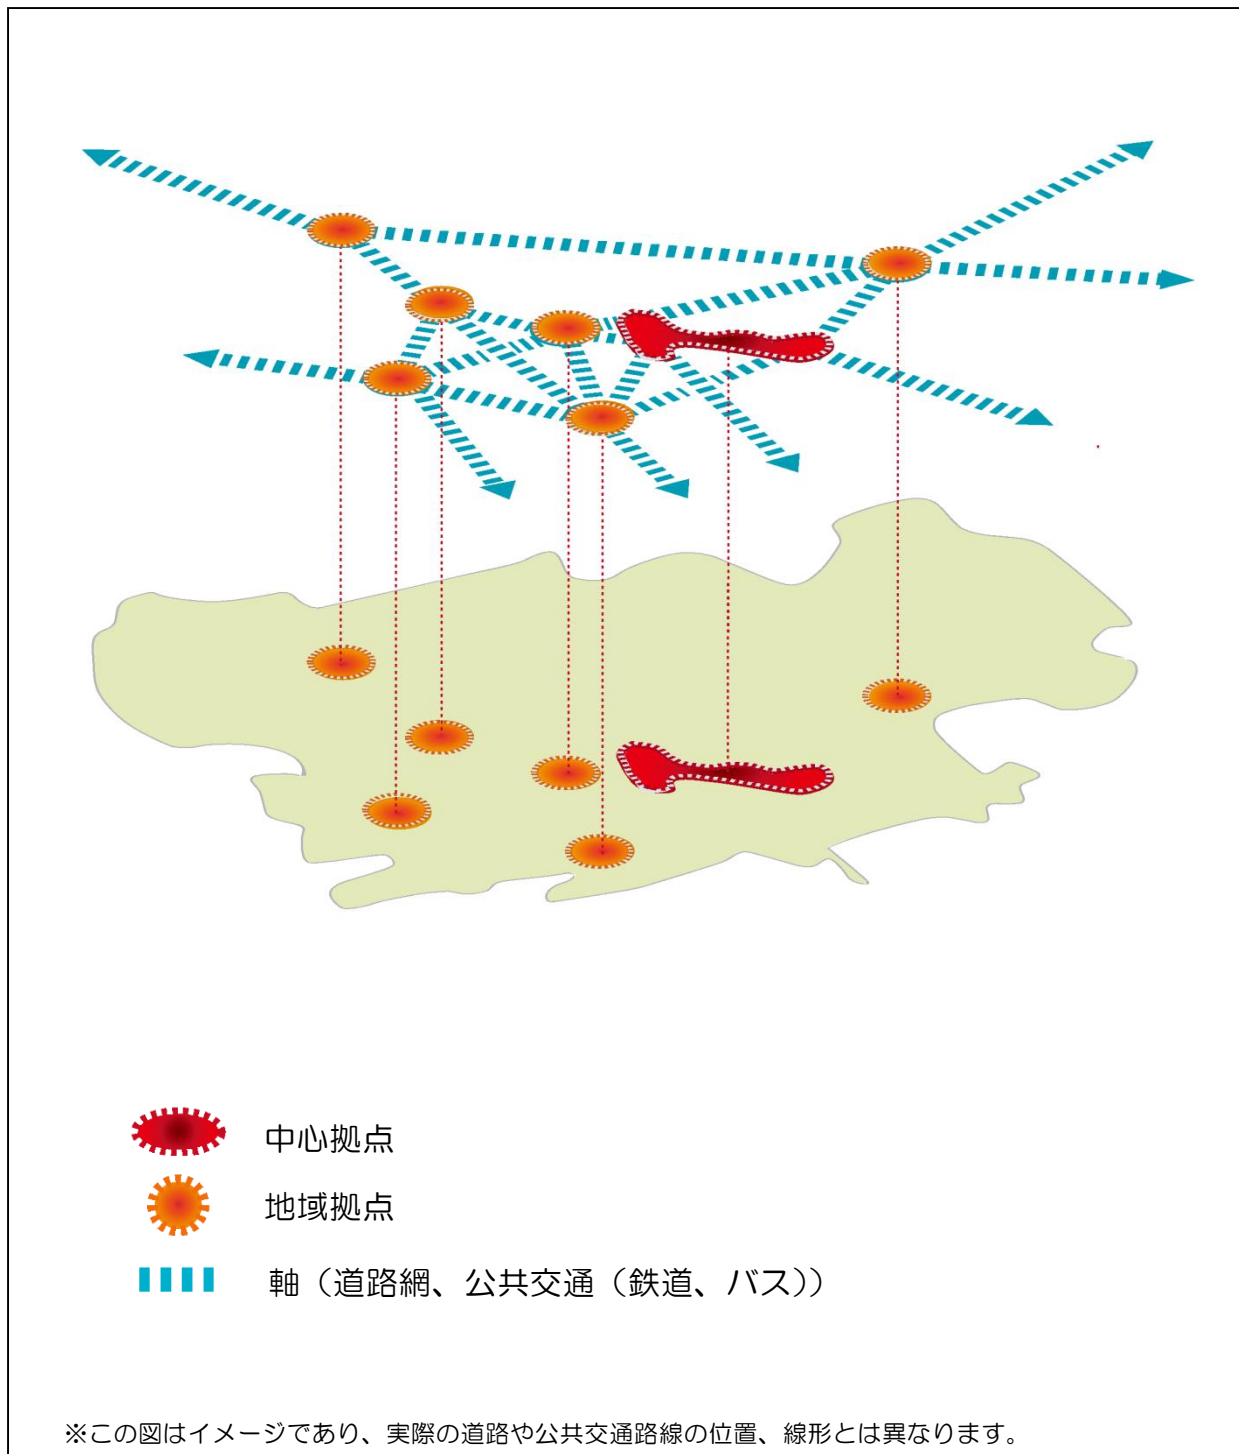 中心拠点
地域拠点
軸（道路網、公共交通（鉄道、バス））
※この図はイメージであり、実際の道路や公共交通路線の位置、線形とは異なります。